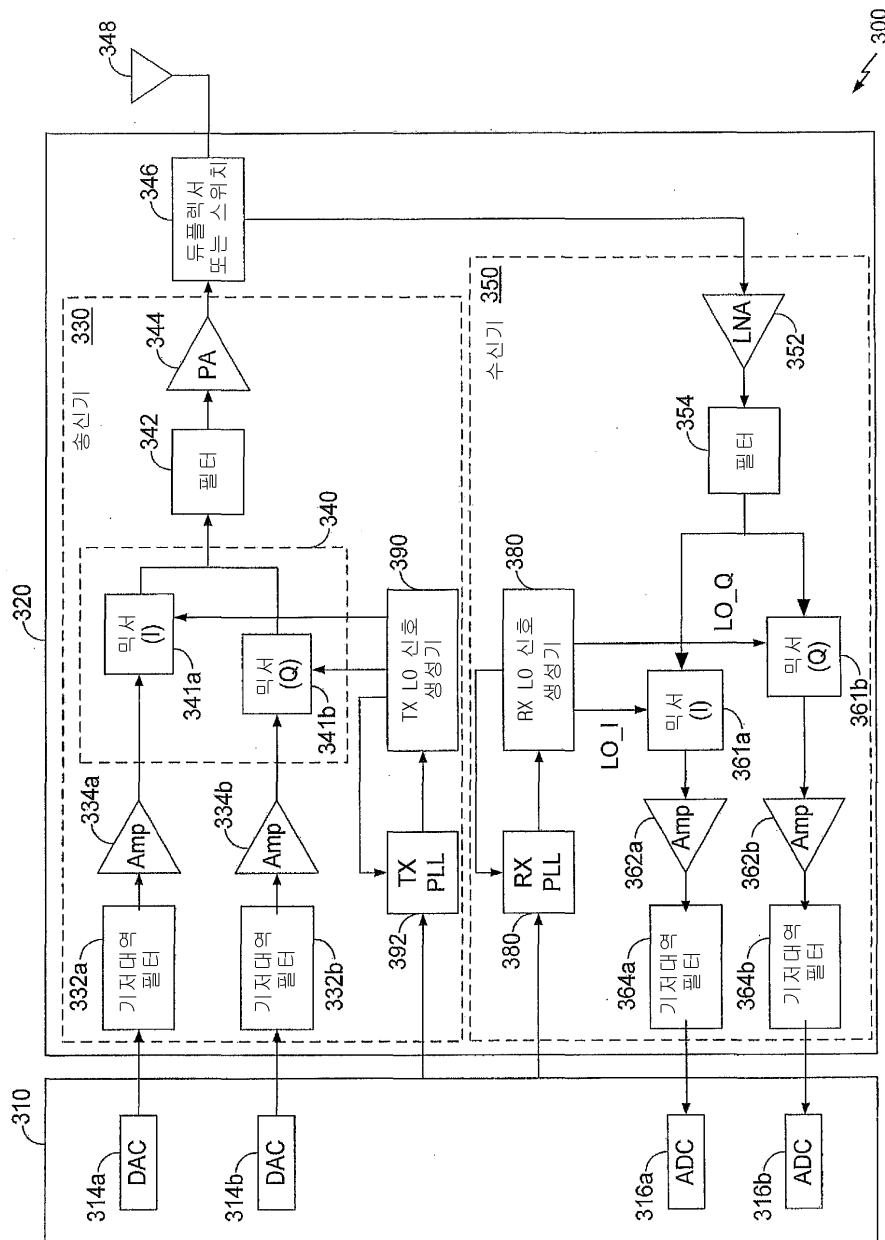 310
320
314a
DAC
314b
DAC
316a
ADC
316b
ADC
송신기
330
332a
기저대역
필터
334a
Amp
332b
기저대역
필터
334b
Amp
340
믹서
(I)
341a
믹서
(Q)
341b
342
필터
344
PA
346
듀플렉서
또는 스위치
348
392
TX
PLL
390
TX LO 신호
생성기
수신기
350
380
RX
PLL
380
RX LO 신호
생성기
LO_I
LO_Q
LNA
352
354
필터
믹서
(I)
361a
믹서
(Q)
361b
362a
Amp
362b
Amp
364a
기저대역
필터
364b
기저대역
필터
300